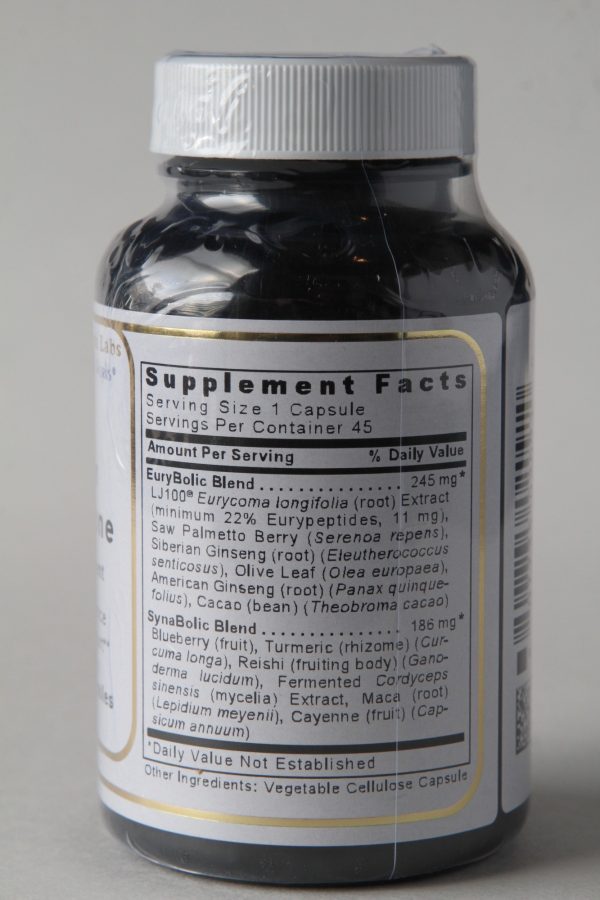 Labs
Supplement Facts
Serving Size 1 Capsule
Servings Per Container 45
Amount Per Serving % Daily Value
EuryBolic Blend . . . . . . . . . . . . . . . . . 245 mg*
LJ100® Eurycoma longifolia (root) Extract
(minimum 22% Eurypeptides, 11 mg),
Saw Palmetto Berry (Serenoa repens),
Siberian Ginseng (root) (Eleutherococcus
senticosus), Olive Leaf (Olea europaea),
American Ginseng (root) (Panax quinque-
folius), Cacao (bean) (Theobroma cacao)
SynaBolic Blend . . . . . . . . . . . . . . . . . 186 mg*
Blueberry (fruit), Turmeric (rhizome) (Cur-
cuma longa), Reishi (fruiting body) (Gano-
derma lucidum), Fermented Cordyceps
sinensis (mycelia) Extract, Maca (root)
(Lepidium meyenii), Cayenne (fruit) (Cap-
sicum annuum)
*Daily Value Not Established
Other Ingredients: Vegetable Cellulose Capsule